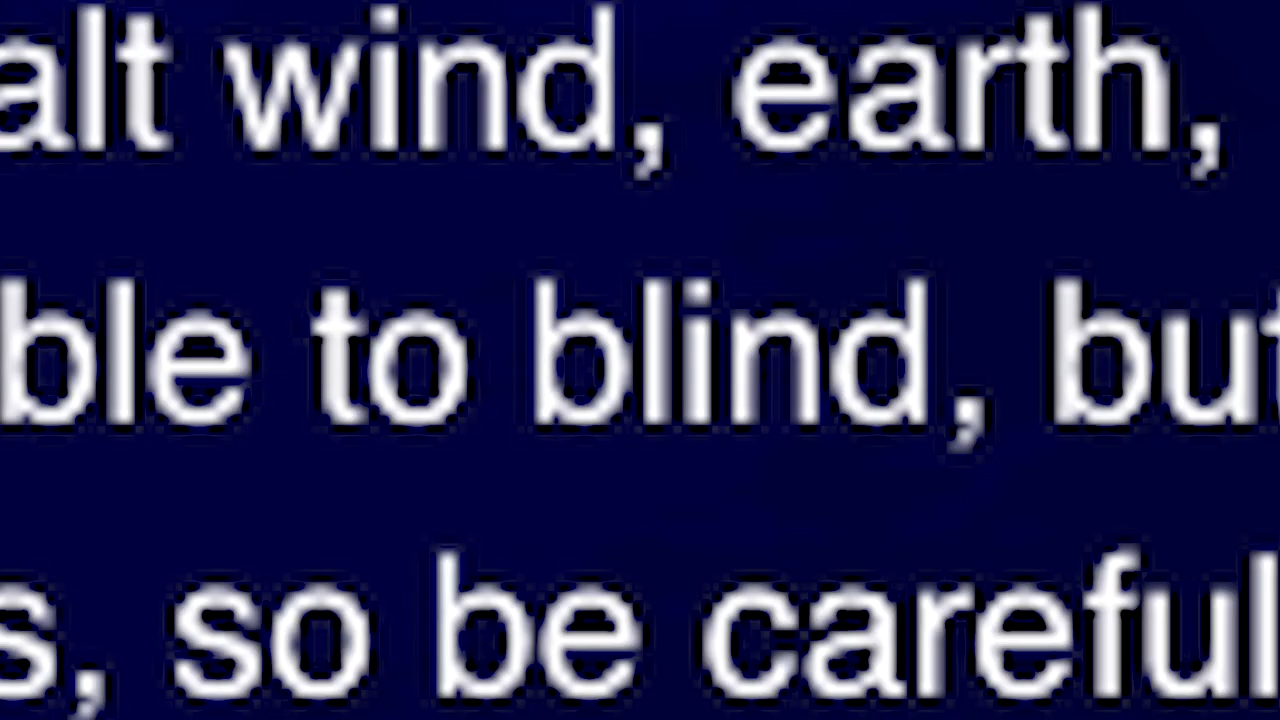 alt wind, earth,
ble to blind, but
s, so be careful